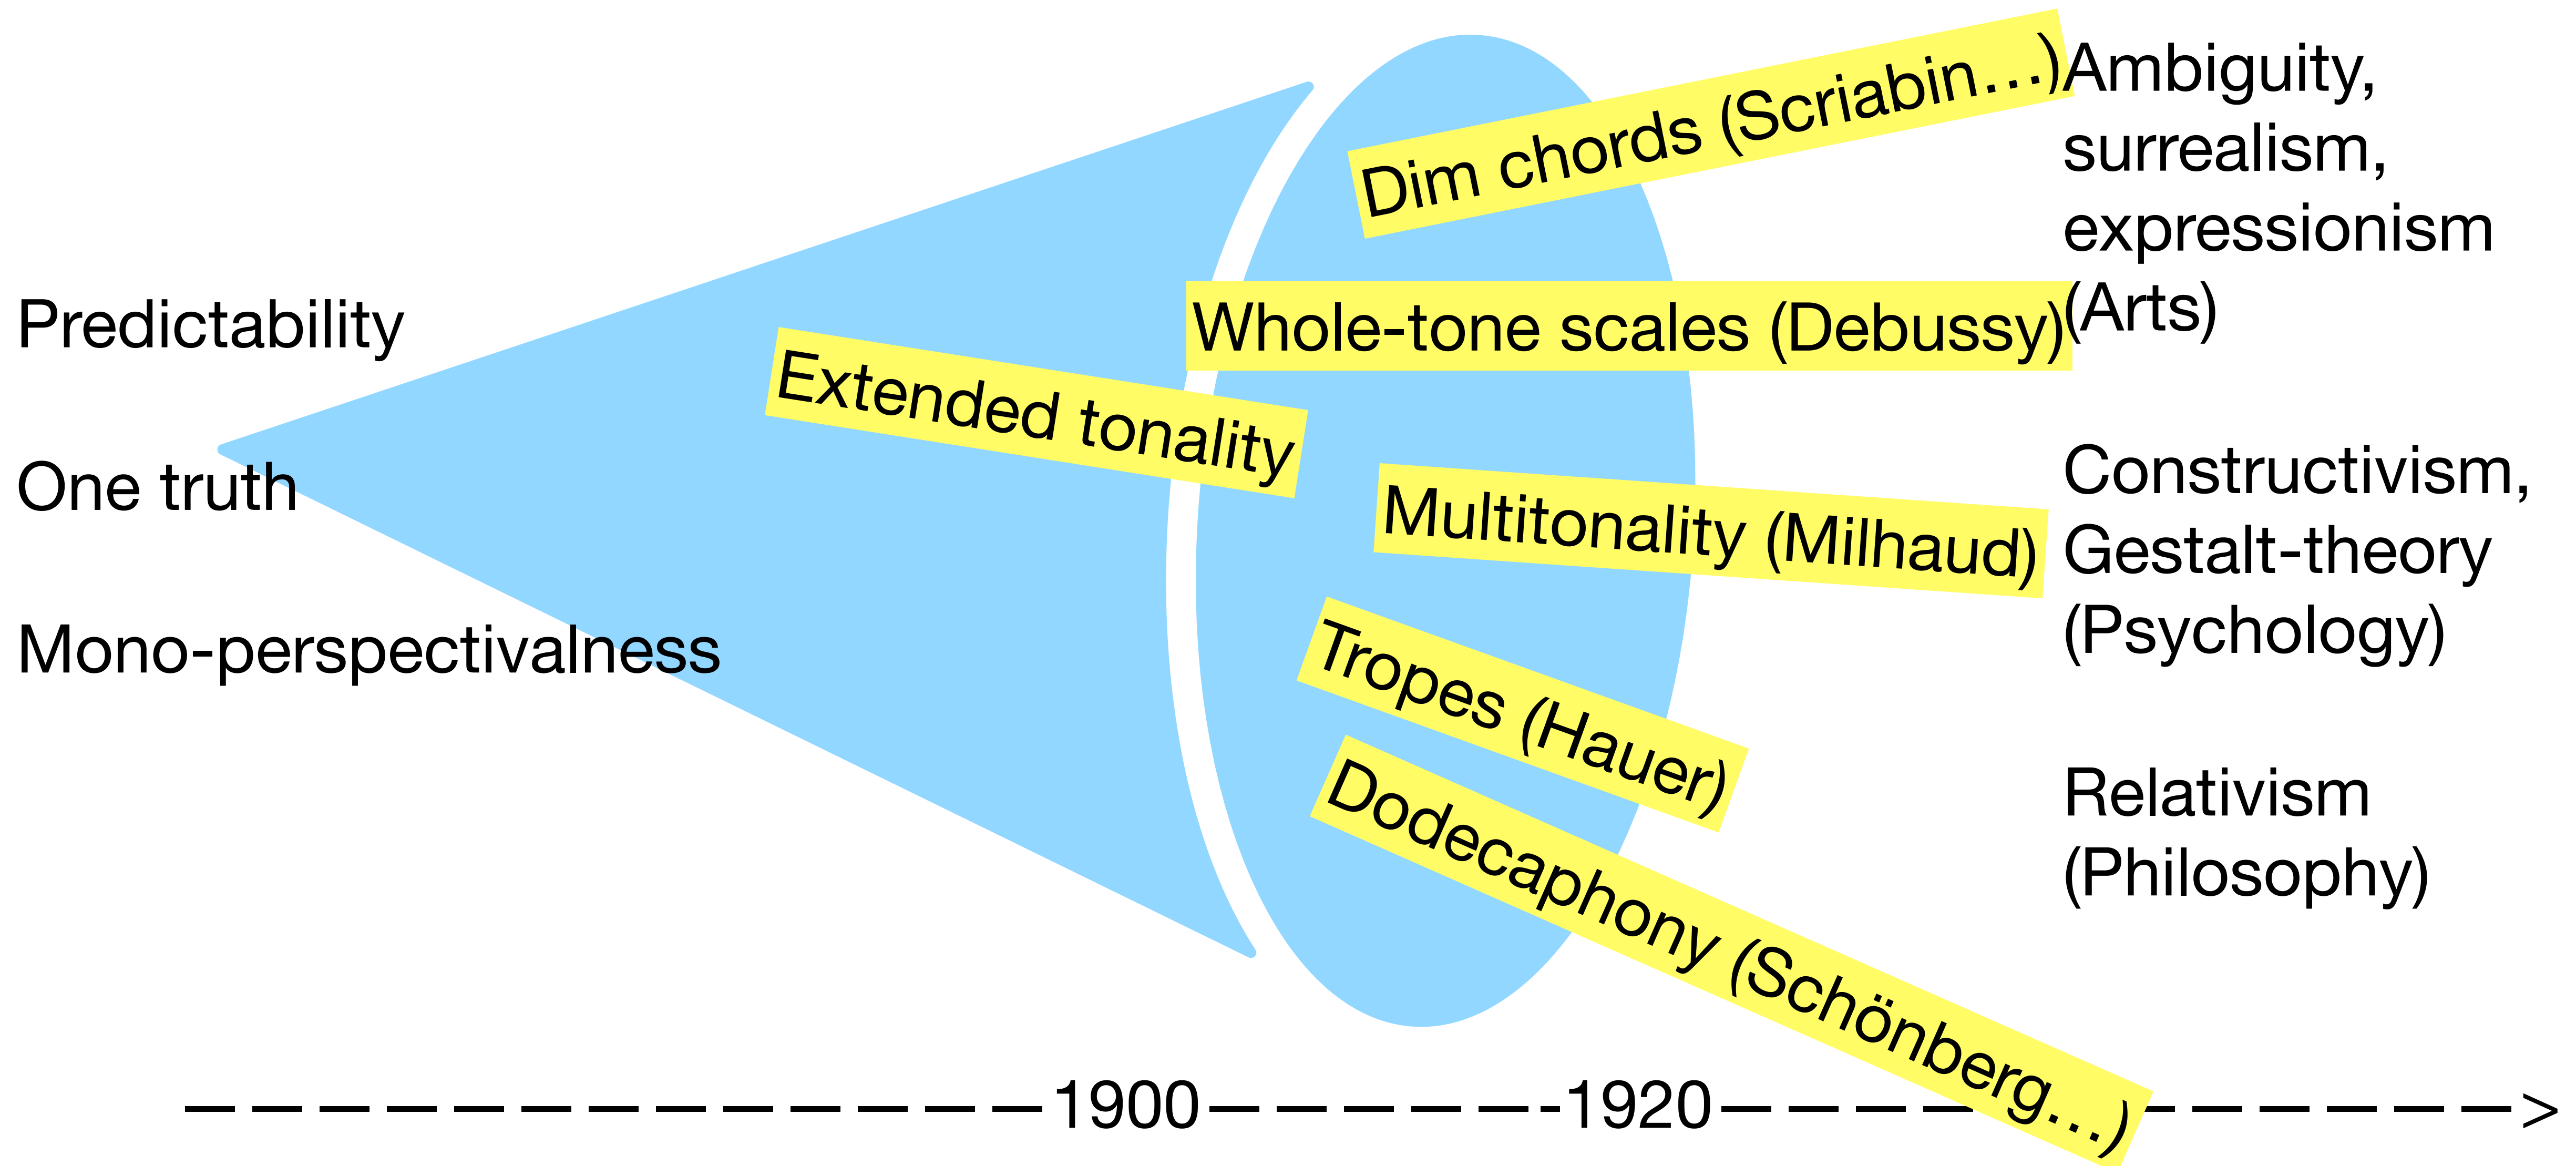 Predictability
One truth
Mono-perspectivalness
Extended tonality
Dim chords (Scriabin…)
Whole-tone scales (Debussy)
Multitonality (Milhaud)
Tropes (Hauer)
Dodecaphony (Schönberg…)
Ambiguity,
surrealism,
expressionism
(Arts)
Constructivism,
Gestalt-theory
(Psychology)
Relativism
(Philosophy)
1900 1920 >